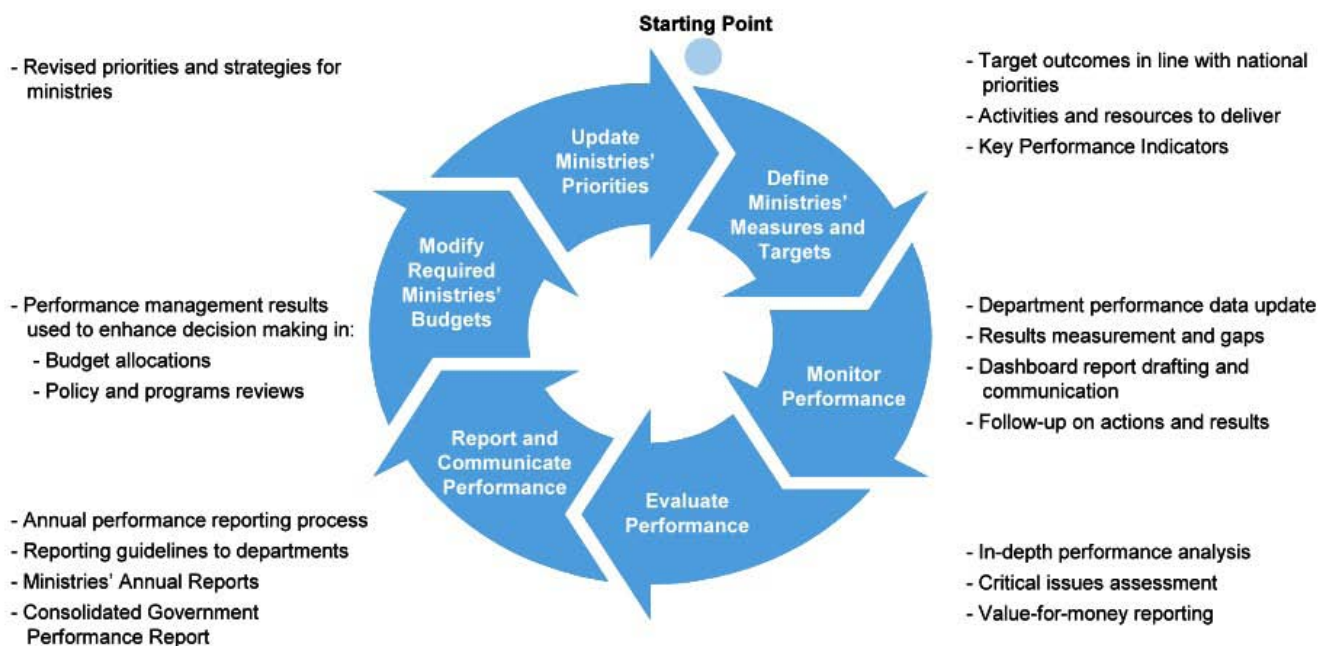 Starting Point
- Target outcomes in line with national
priorities
- Activities and resources to deliver
- Key Performance Indicators
Define
Ministries'
Measures and
Targets
- Department performance data update
- Results measurement and gaps
- Dashboard report drafting and
communication
- Follow-up on actions and results
Monitor
Performance
- In-depth performance analysis
- Critical issues assessment
- Value-for-money reporting
Evaluate
Performance
- Annual performance reporting process
- Reporting guidelines to departments
- Ministries' Annual Reports
- Consolidated Government
Performance Report
Report and
Communicate
Performance
- Performance management results
used to enhance decision making in:
- Budget allocations
- Policy and programs reviews
Modify
Required
Ministries'
Budgets
- Revised priorities and strategies for
ministries
Update
Ministries'
Priorities